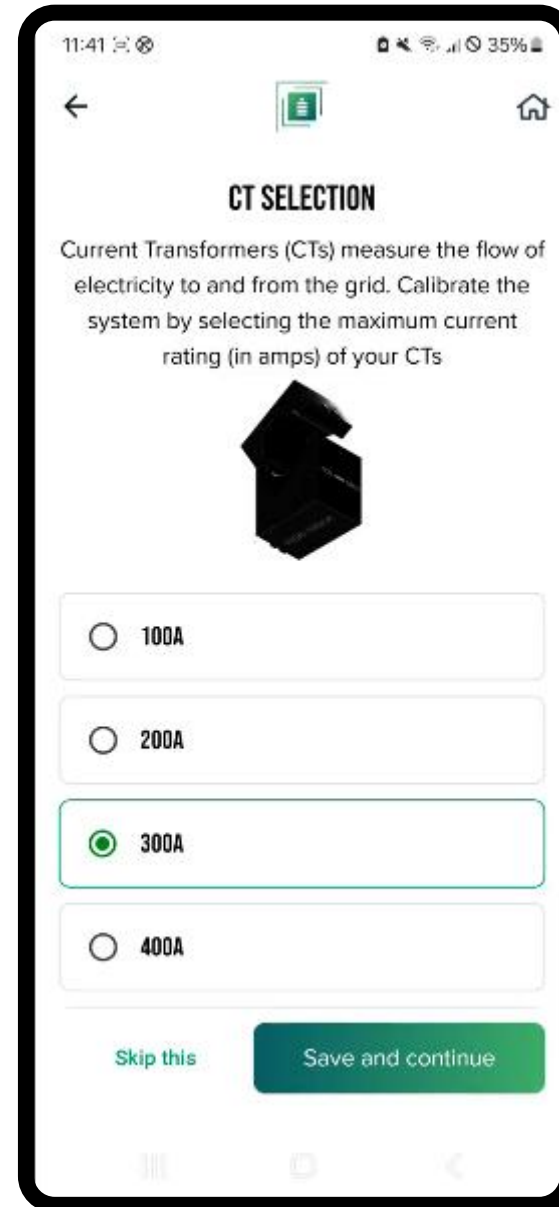 11:41
35%
CT SELECTION
Current Transformers (CTs) measure the flow of
electricity to and from the grid. Calibrate the
system by selecting the maximum current
rating (in amps) of your CTs
100A
200A
300A
400A
Skip this
Save and continue